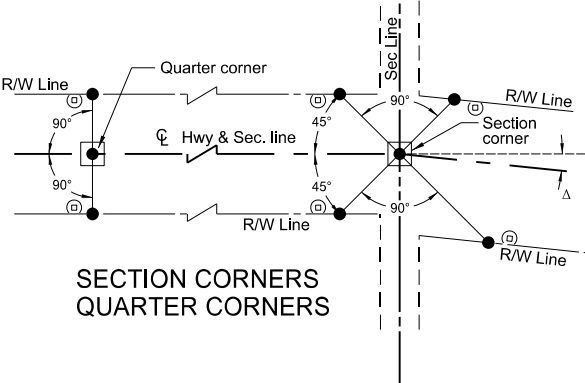 Quarter corner
R/W Line
90°
90°
℄ Hwy & Sec. line
R/W Line
Sec Line
45°
45°
90°
90°
R/W Line
Section
corner
Δ
R/W Line
SECTION CORNERS
QUARTER CORNERS